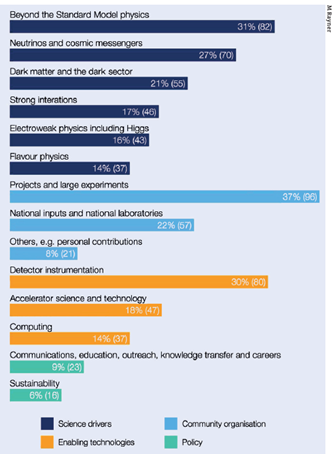 M Rayner
Beyond the Standard Model physics
31% (82)
Neutrinos and cosmic messengers
27% (70)
Dark matter and the dark sector
21% (55)
Strong interations
17% (46)
Electroweak physics including Higgs
16% (43)
Flavour physics
14% (37)
Projects and large experiments
37% (96)
National inputs and national laboratories
22% (57)
Others, e.g. personal contributions
8% (21)
Detector instrumentation
30% (80)
Accelerator science and technology
18% (47)
Computing
14% (37)
Communications, education, outreach, knowledge transfer and careers
9% (23)
Sustainability
6% (16)
Science drivers
Community organisation
Enabling technologies
Policy